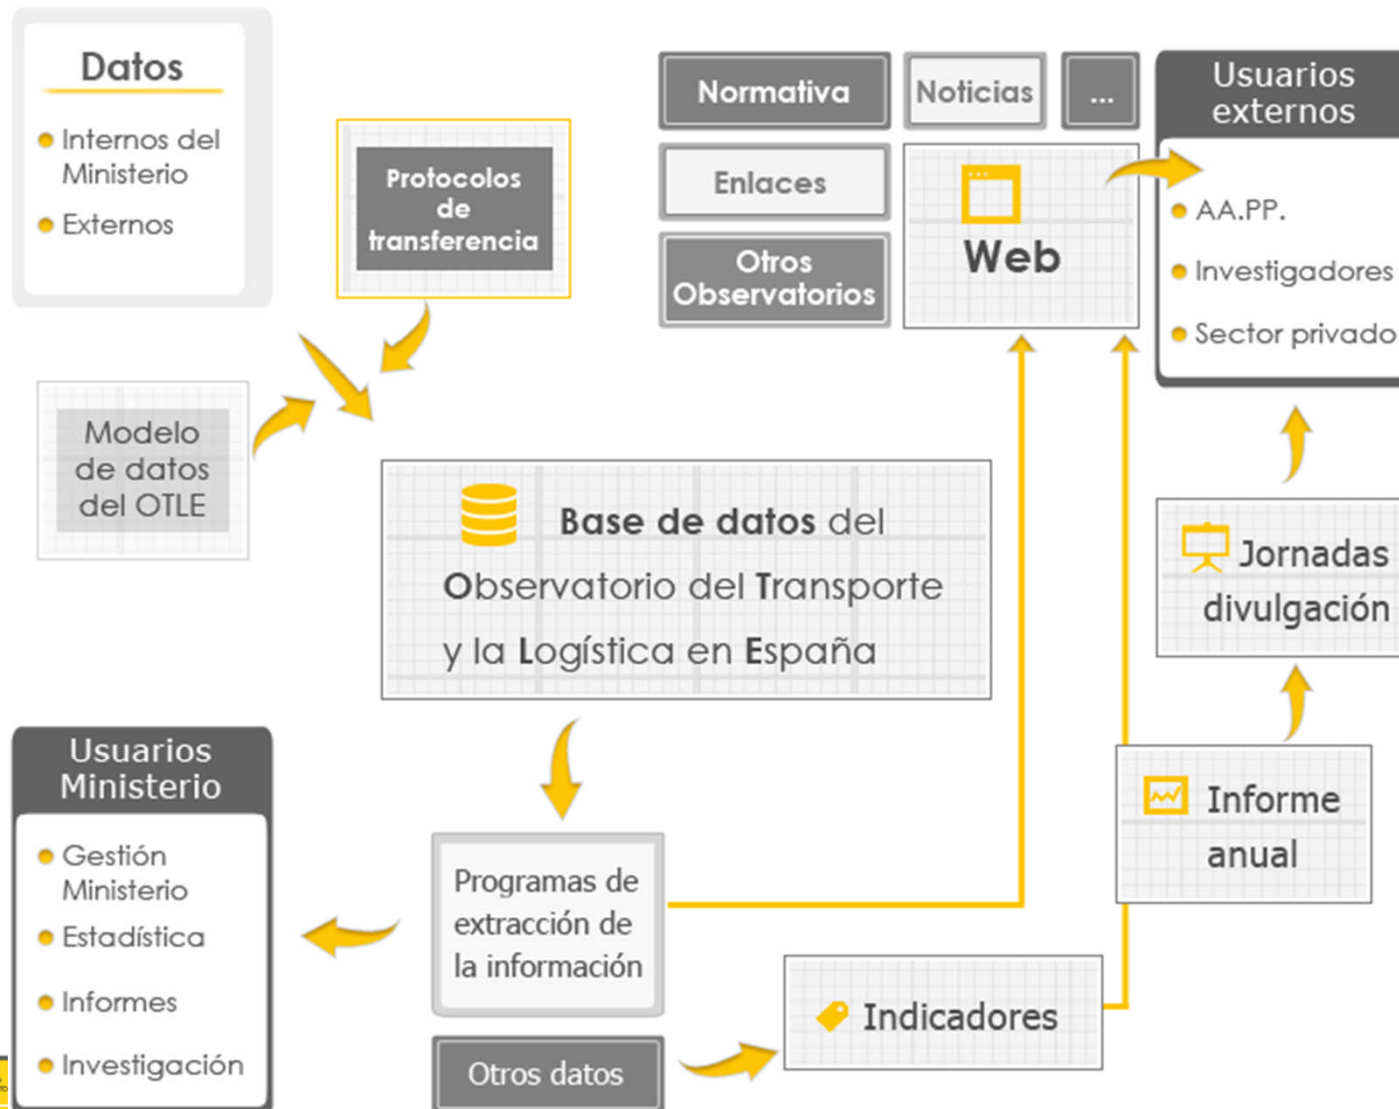 Datos
Internos del
Ministerio
Externos
Protocolos
de
transferencia
Modelo
de datos
del OTLE
Normativa
Noticias
...
Enlaces
Otros
Observatorios
Web
Usuarios
externos
AA.PP.
Investigadores
Sector privado
Base de datos del
Observatorio del Transporte
y la Logística en España
Jornadas
divulgación
Informe
anual
Usuarios
Ministerio
Gestión
Ministerio
Estadística
Informes
Investigación
Programas de
extracción de
la información
Otros datos
Indicadores